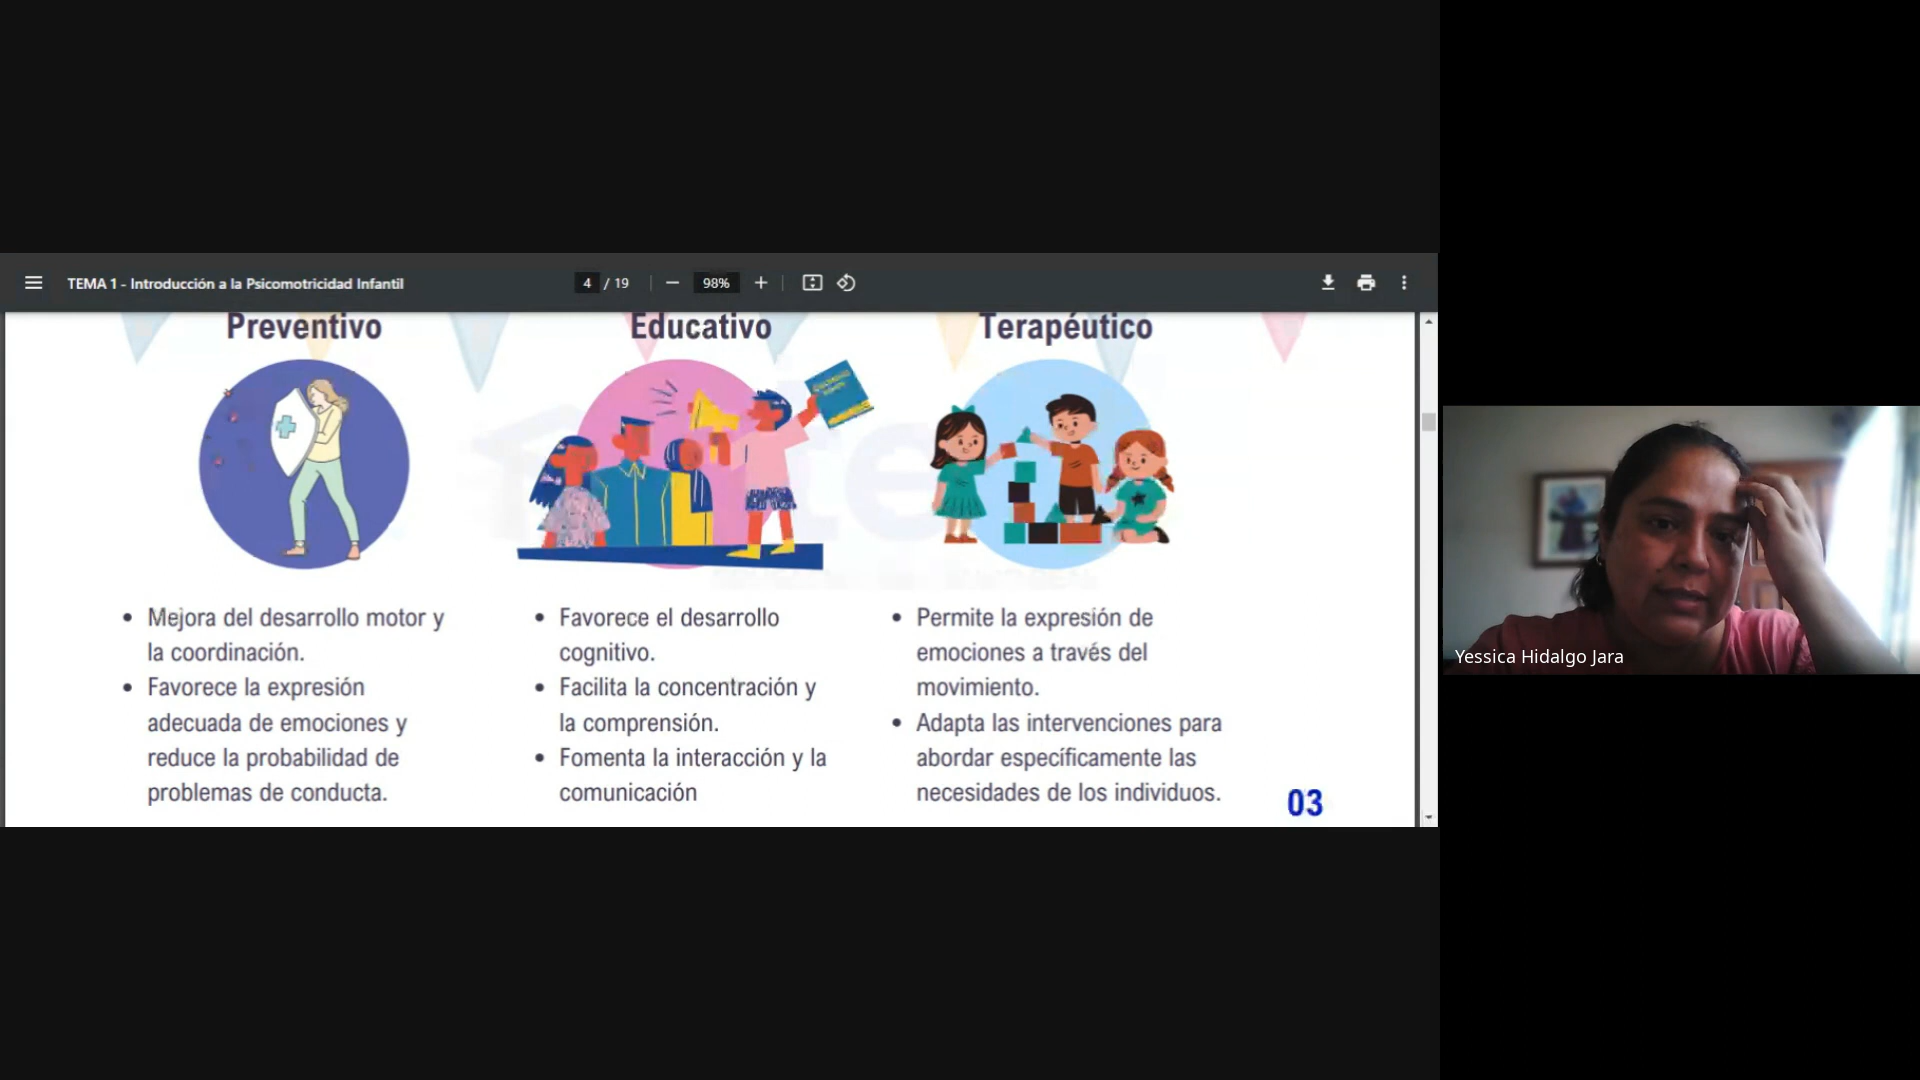 TEMA 1 - Introducción a la Psicomotricidad Infantil
4 / 19
98%
Preventivo
Educativo
Terapéutico
• Mejora del desarrollo motor y
la coordinación.
• Favorece la expresión
adecuada de emociones y
reduce la probabilidad de
problemas de conducta.
• Favorece el desarrollo
cognitivo.
• Facilita la concentración y
la comprensión.
• Fomenta la interacción y la
comunicación
• Permite la expresión de
emociones a través del
movimiento.
• Adapta las intervenciones para
abordar específicamente las
necesidades de los individuos.
03
Yessica Hidalgo Jara